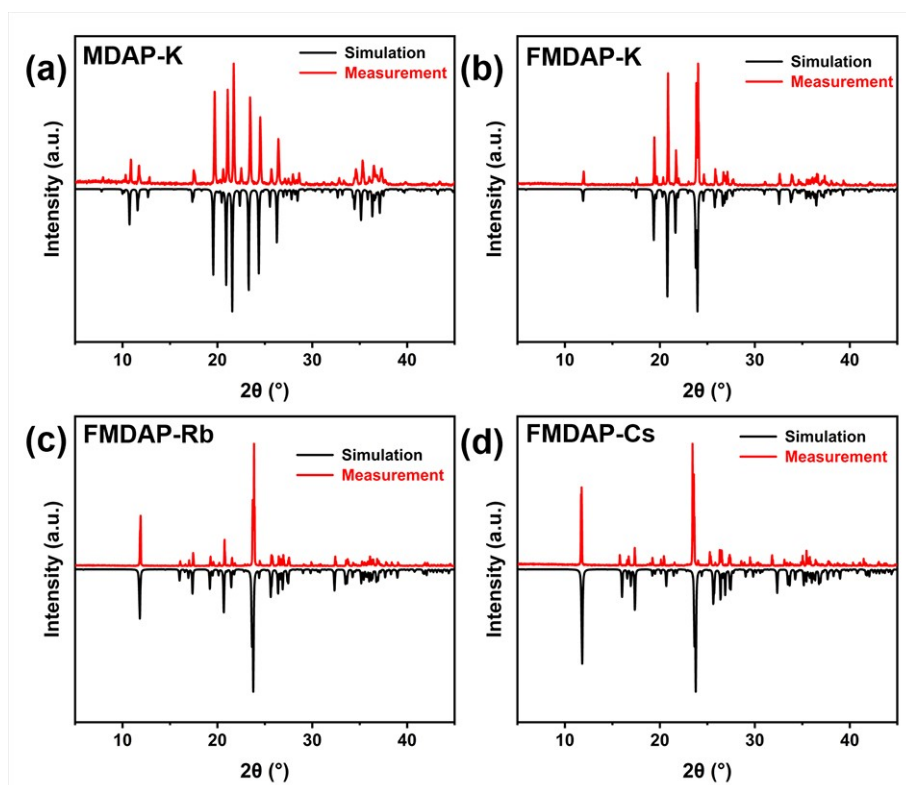 (a)
MDAP-K
Simulation
Measurement
Intensity (a.u.)
10 20 30 40
2θ (°)
(b)
FMDAP-K
Simulation
Measurement
Intensity (a.u.)
10 20 30 40
2θ (°)
(c)
FMDAP-Rb
Simulation
Measurement
Intensity (a.u.)
10 20 30 40
2θ (°)
(d)
FMDAP-Cs
Simulation
Measurement
Intensity (a.u.)
10 20 30 40
2θ (°)